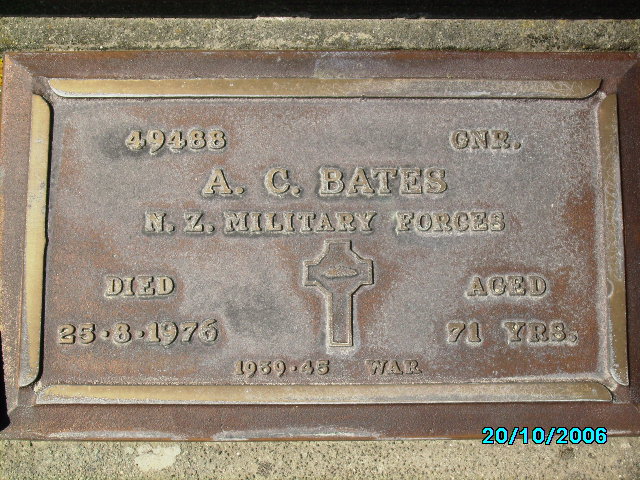 49488 GNR.
A. C. BATES
N. Z. MILITARY FORCES
DIED AGED
25·8·1976 71 YRS.
1939·45 WAR
20/10/2006